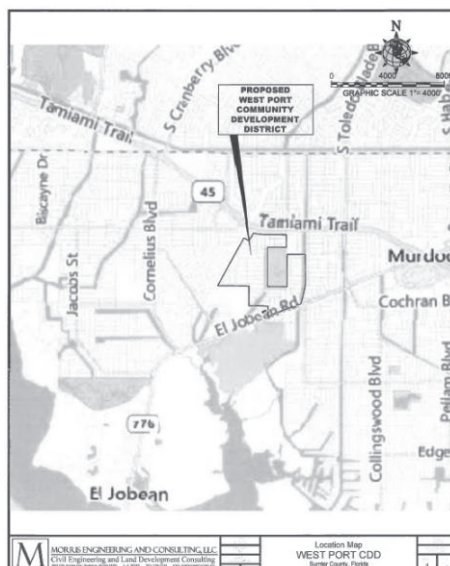 N
0 4000 8000
GRAPHIC SCALE 1"= 4000'
PROPOSED
WEST PORT
COMMUNITY
DEVELOPMENT
DISTRICT
S Cranberry Blv
S Toledo Blade B
S Hab
Tamiami Trail
Biscayne Dr
45
Tamiami Trail
Jacobs St
Cornelius Blvd
Murdoc
Cochran B
El Jobean Rd
Collingswood Blvd
Pellam Blvd
776
Edge
El Jobean
M
MORRIS ENGINEERING AND CONSULTING, LLC
Civil Engineering and Land Development Consulting
Location Map
WEST PORT CDD
Sumter County, Florida